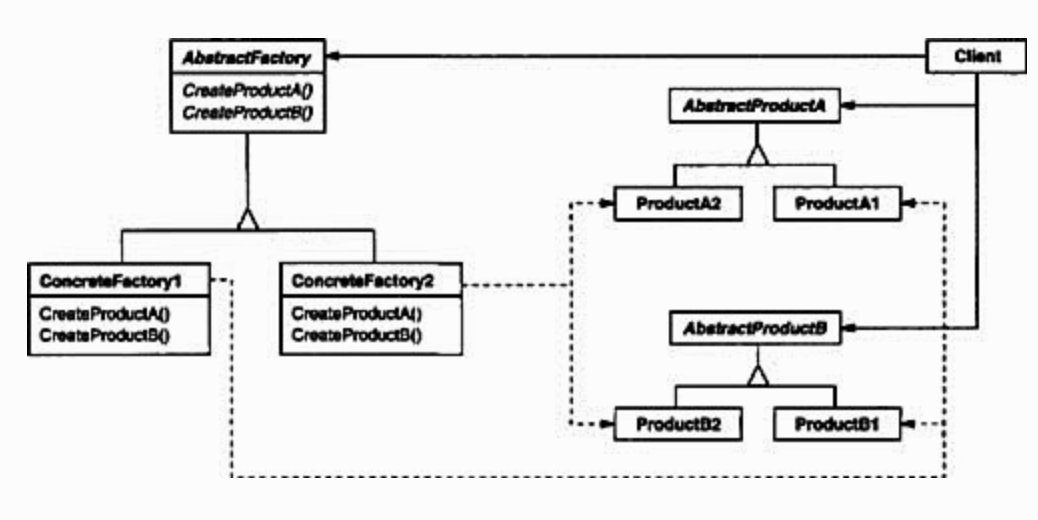 AbstractFactory
CreateProductA()
CreateProductB()
Client
AbstractProductA
ProductA2
ProductA1
ConcreteFactory1
CreateProductA()
CreateProductB()
ConcreteFactory2
CreateProductA()
CreateProductB()
AbstractProductB
ProductB2
ProductB1